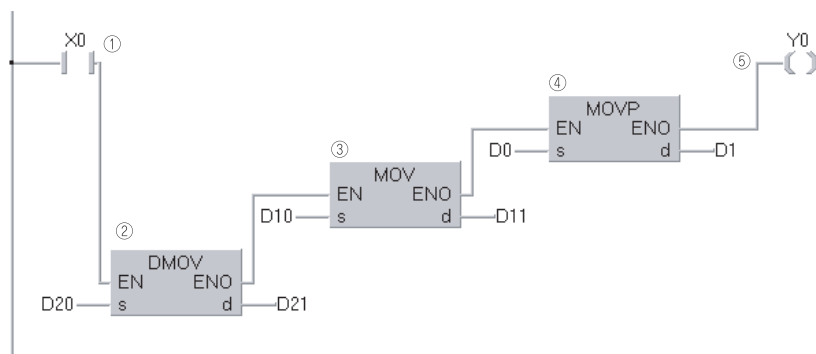 X0 ① ⑤ Y0
④
MOVP
EN ENO
D0 s d D1
③
MOV
EN ENO
D10 s d D11
②
DMOV
EN ENO
D20 s d D21